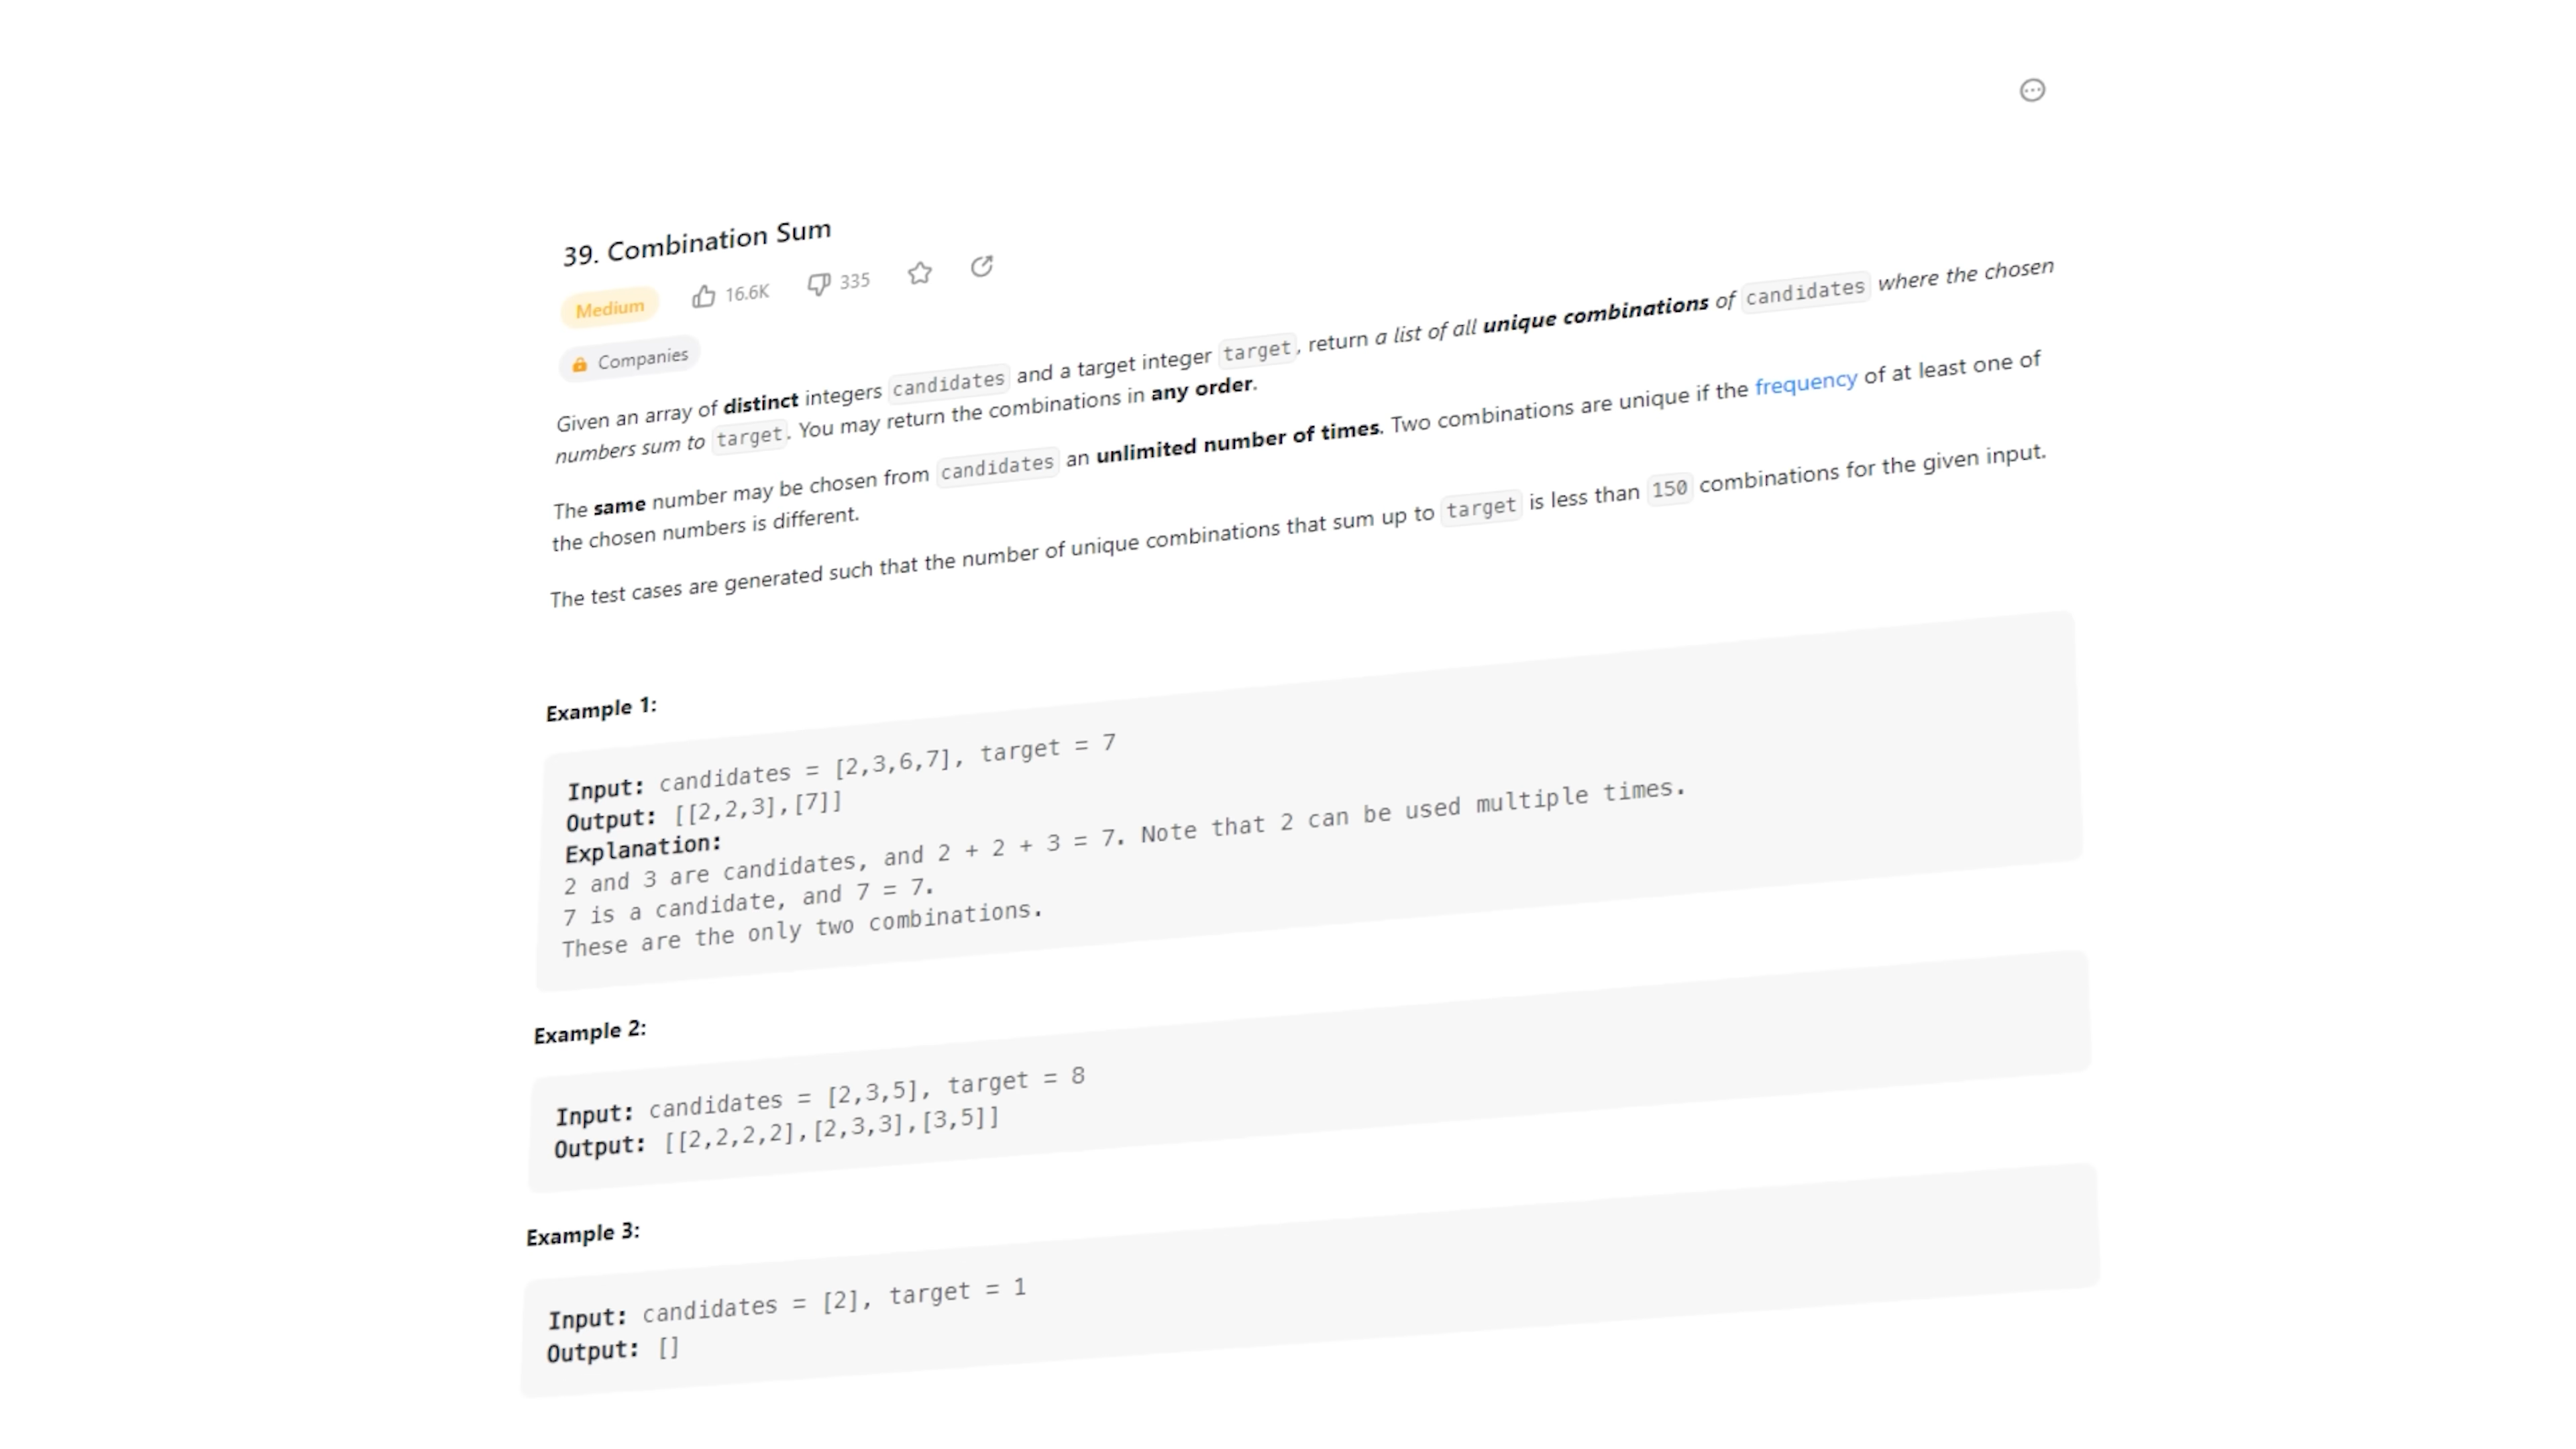 39. Combination Sum
Medium 16.6K 335
Companies
Given an array of distinct integers candidates and a target integer target, return a list of all unique combinations of candidates where the chosen
numbers sum to target. You may return the combinations in any order.
The same number may be chosen from candidates an unlimited number of times. Two combinations are unique if the frequency of at least one of
the chosen numbers is different.
The test cases are generated such that the number of unique combinations that sum up to target is less than 150 combinations for the given input.
Example 1:
Input: candidates = [2,3,6,7], target = 7
Output: [[2,2,3],[7]]
Explanation:
2 and 3 are candidates, and 2 + 2 + 3 = 7. Note that 2 can be used multiple times.
7 is a candidate, and 7 = 7.
These are the only two combinations.
Example 2:
Input: candidates = [2,3,5], target = 8
Output: [[2,2,2,2],[2,3,3],[3,5]]
Example 3:
Input: candidates = [2], target = 1
Output: []